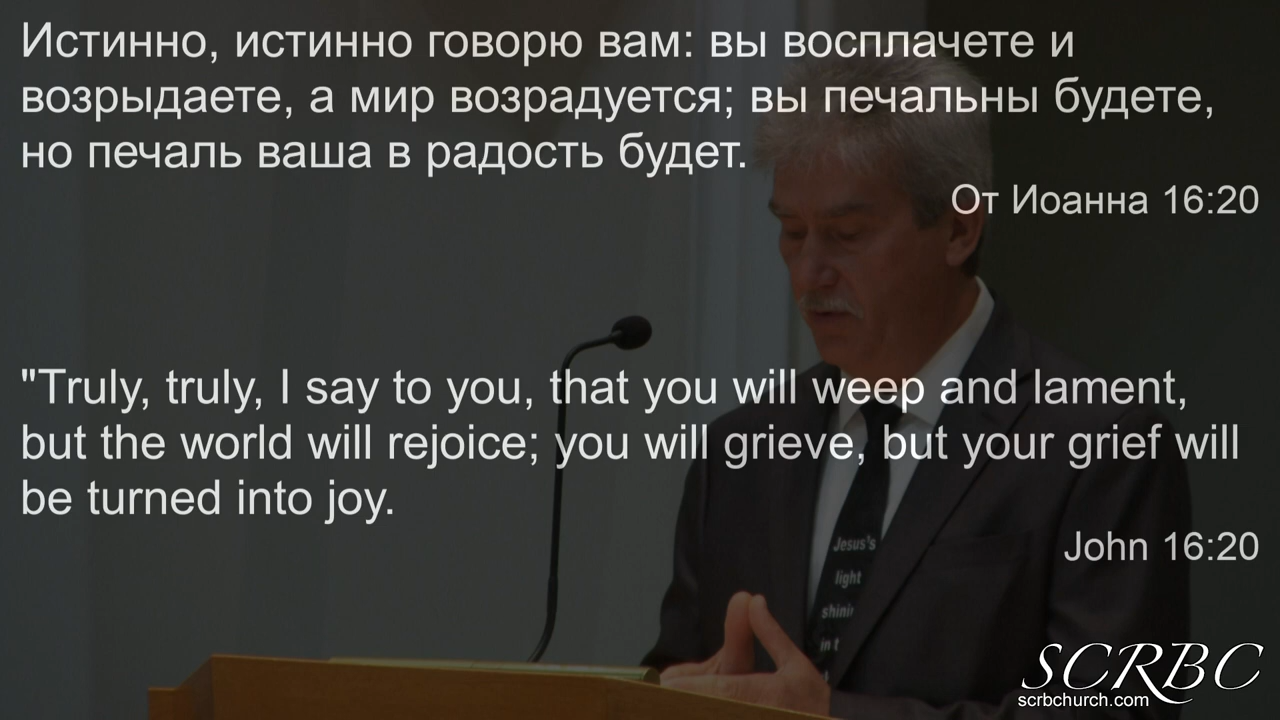 Истинно, истинно говорю вам: вы восплачете и
возрыдаете, а мир возрадуется; вы печальны будете,
но печаль ваша в радость будет.
От Иоанна 16:20
"Truly, truly, I say to you, that you will weep and lament,
but the world will rejoice; you will grieve, but your grief will
be turned into joy.
John 16:20
Jesus's
light
in t
SCRBC
scrbchurch.com